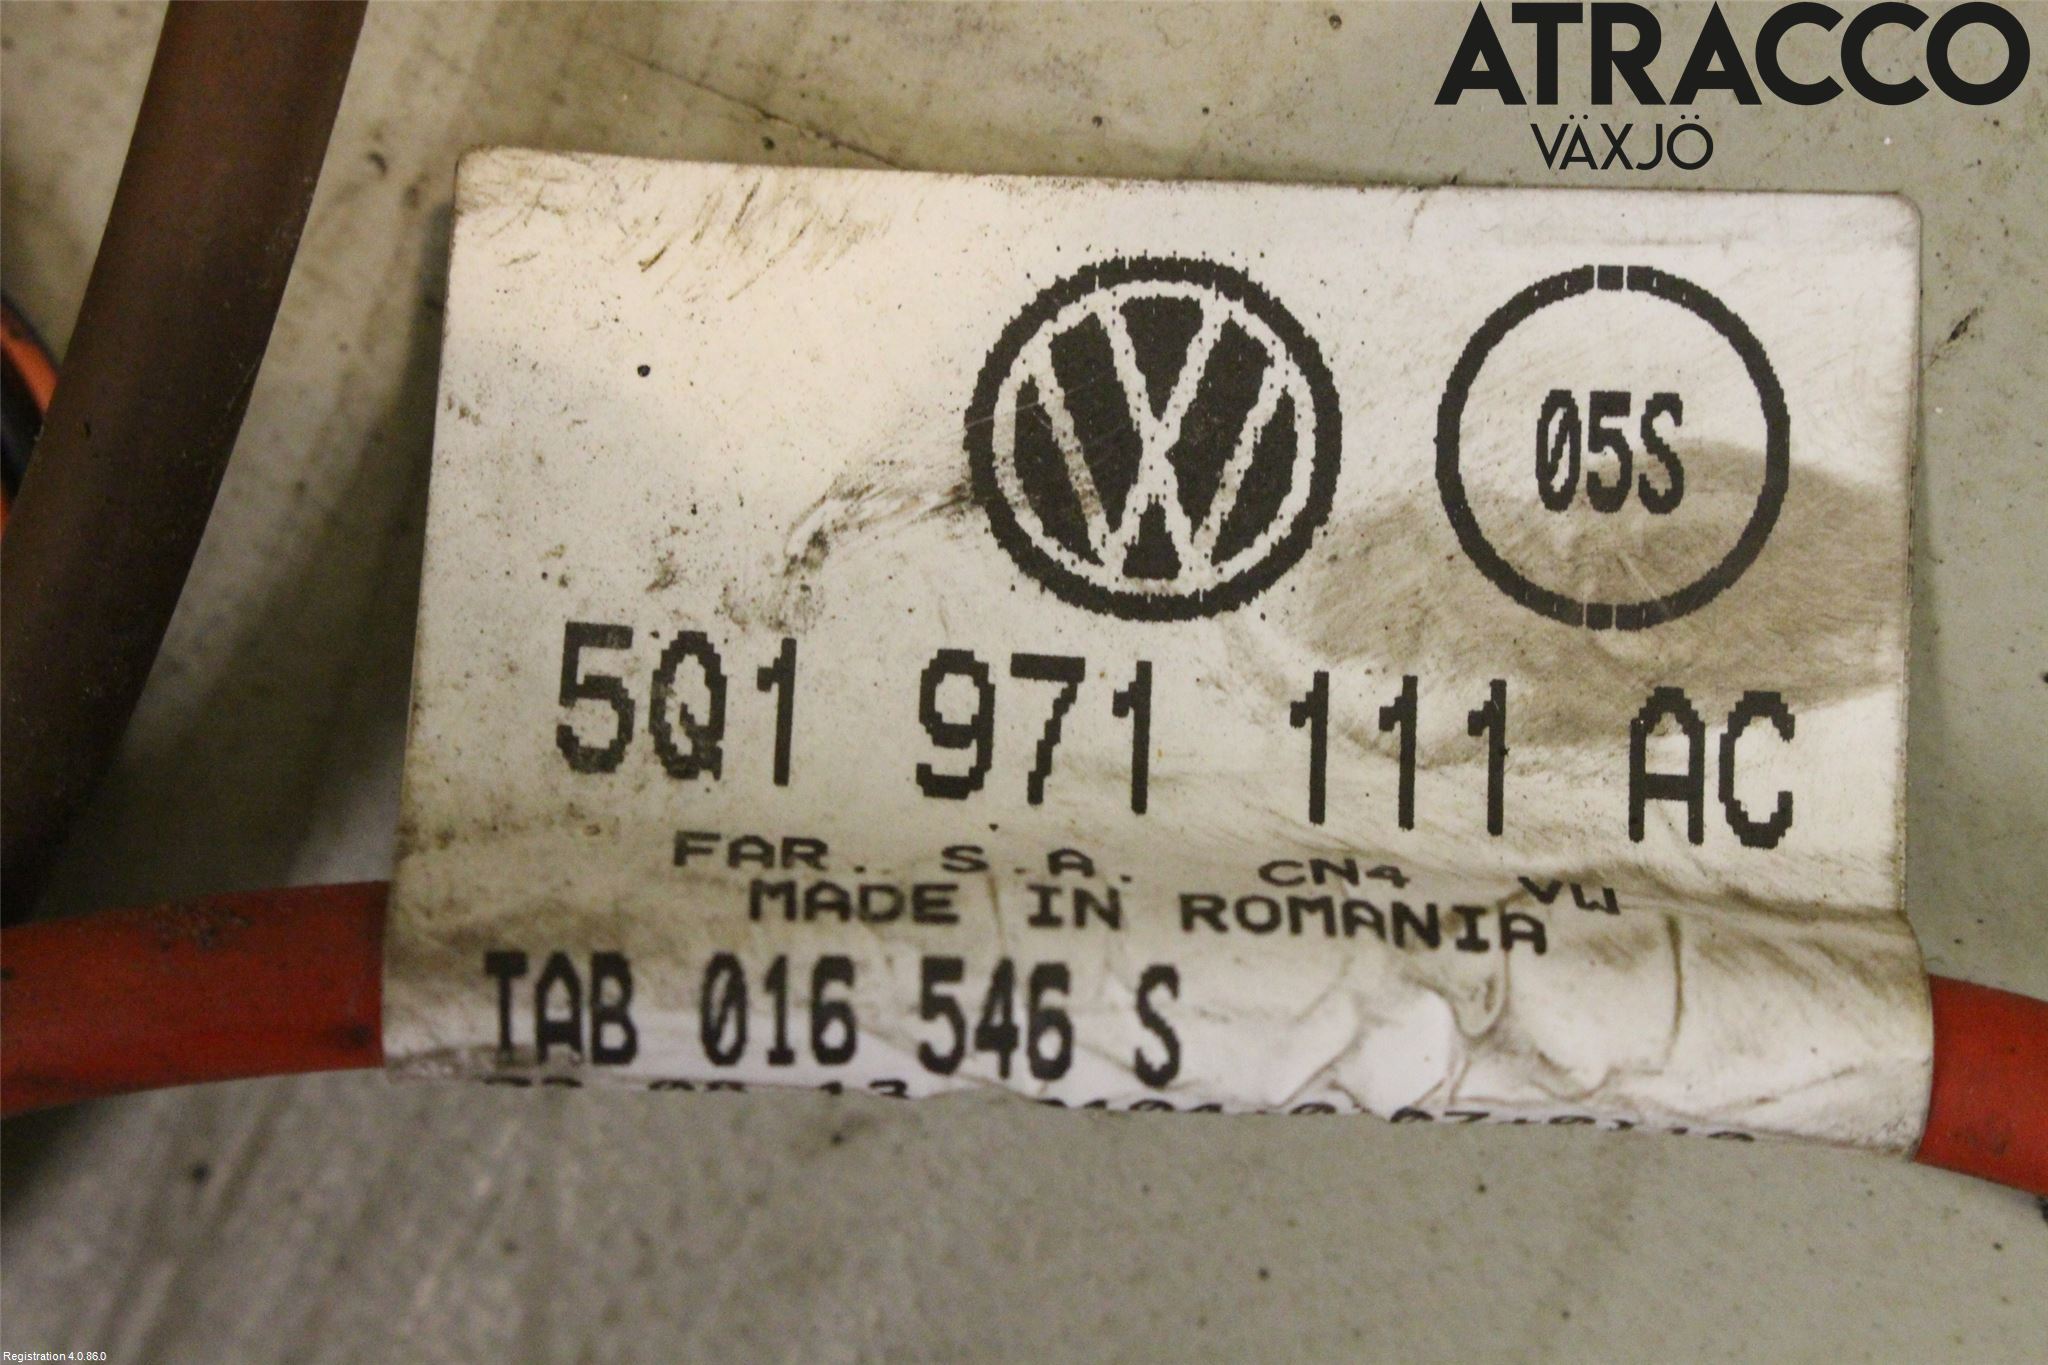 ATRACCO
VÄXJÖ
05S
5Q1 971 111 AC
FAR. S.A. CN4 VW
MADE IN ROMANIA
TAB 016 546 S
Registration 4.0.86.0